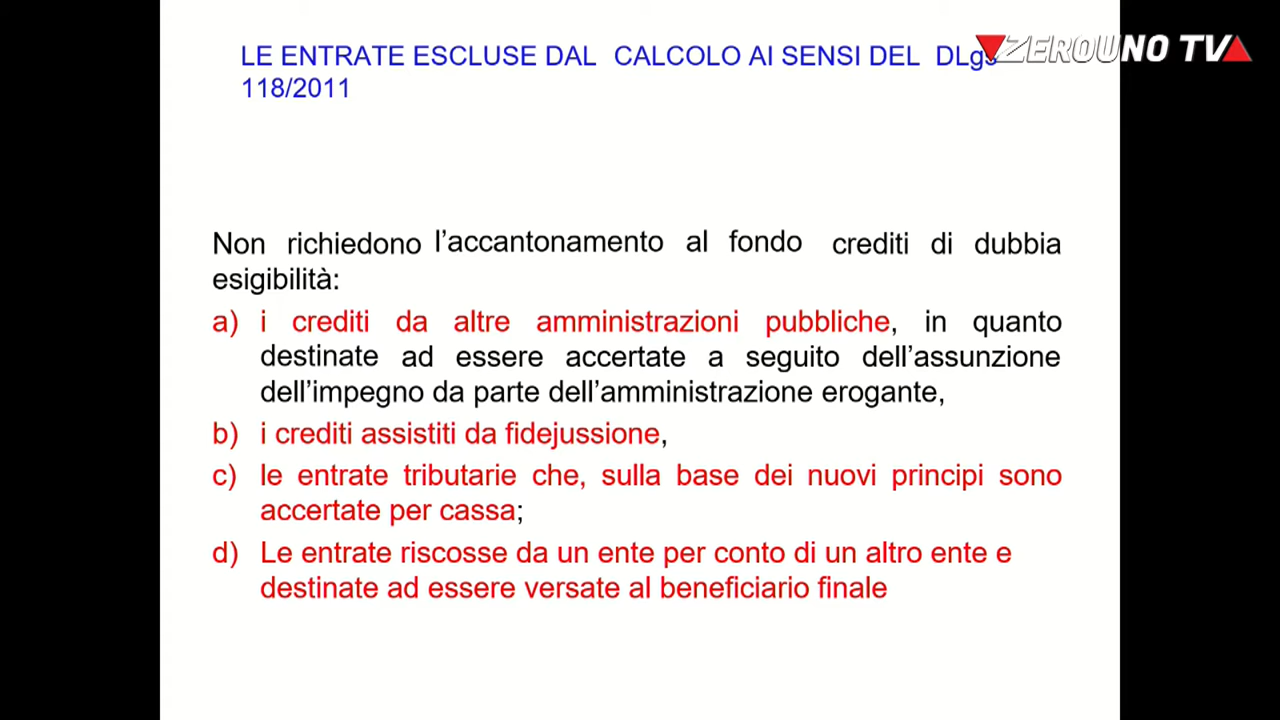 LE ENTRATE ESCLUSE DAL CALCOLO AI SENSI DEL DLgs
118/2011
ZEROUNO TV
Non richiedono l'accantonamento al fondo crediti di dubbia
esigibilità:
a) i crediti da altre amministrazioni pubbliche, in quanto
destinate ad essere accertate a seguito dell'assunzione
dell'impegno da parte dell'amministrazione erogante,
b) i crediti assistiti da fidejussione,
c) le entrate tributarie che, sulla base dei nuovi principi sono
accertate per cassa;
d) Le entrate riscosse da un ente per conto di un altro ente e
destinate ad essere versate al beneficiario finale